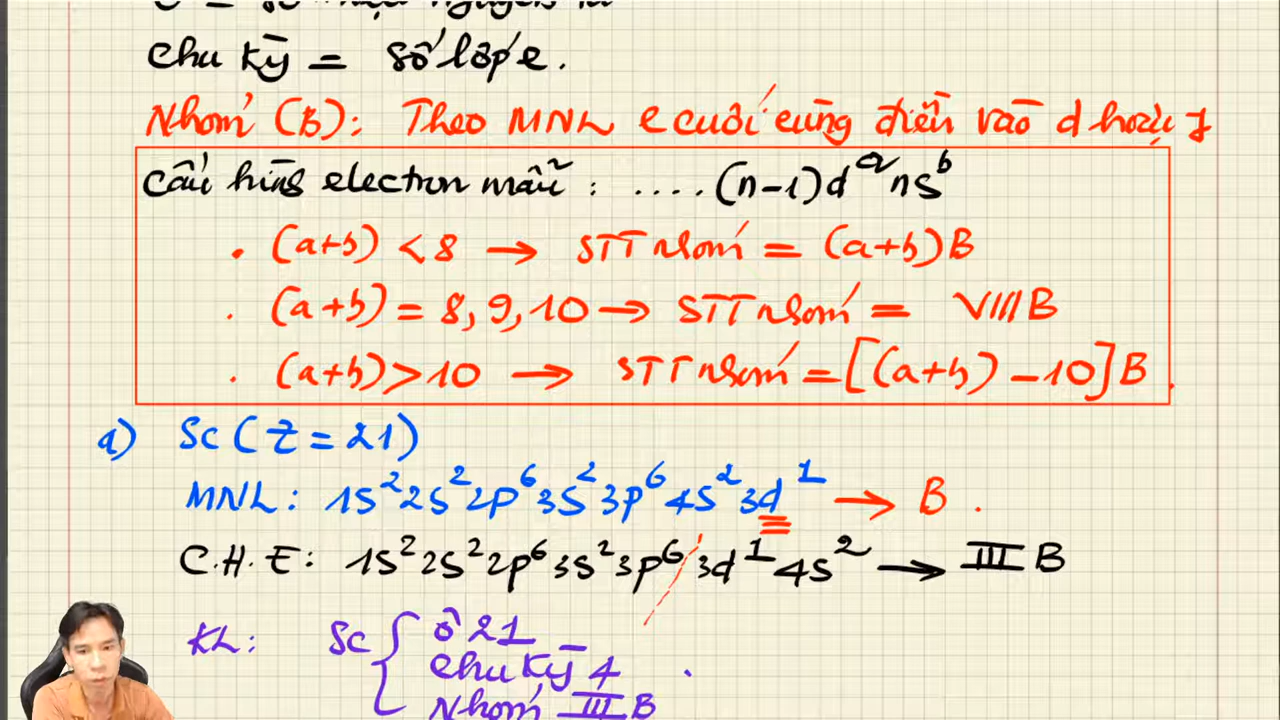 Chu kỳ = số lớp e.
Nhóm (B): Theo MNL e cuối cùng điền vào d hoặc f
Cấu hình electron mẫu: ....(n-1)dᵃnsᵇ
. (a+b) < 8 → STT nhóm = (a+b)B
. (a+b) = 8, 9, 10 → STT nhóm = VIIIB
. (a+b) > 10 → STT nhóm = [(a+b) - 10]B.
a) Sc (Z = 21)
MNL: 1s²2s²2p⁶3s²3p⁶4s²3d¹ → B.
C.H.E: 1s²2s²2p⁶3s²3p⁶3d¹4s² → IIIB
KL: Sc { Ô 21
Chu kỳ 4.
Nhóm IIIB